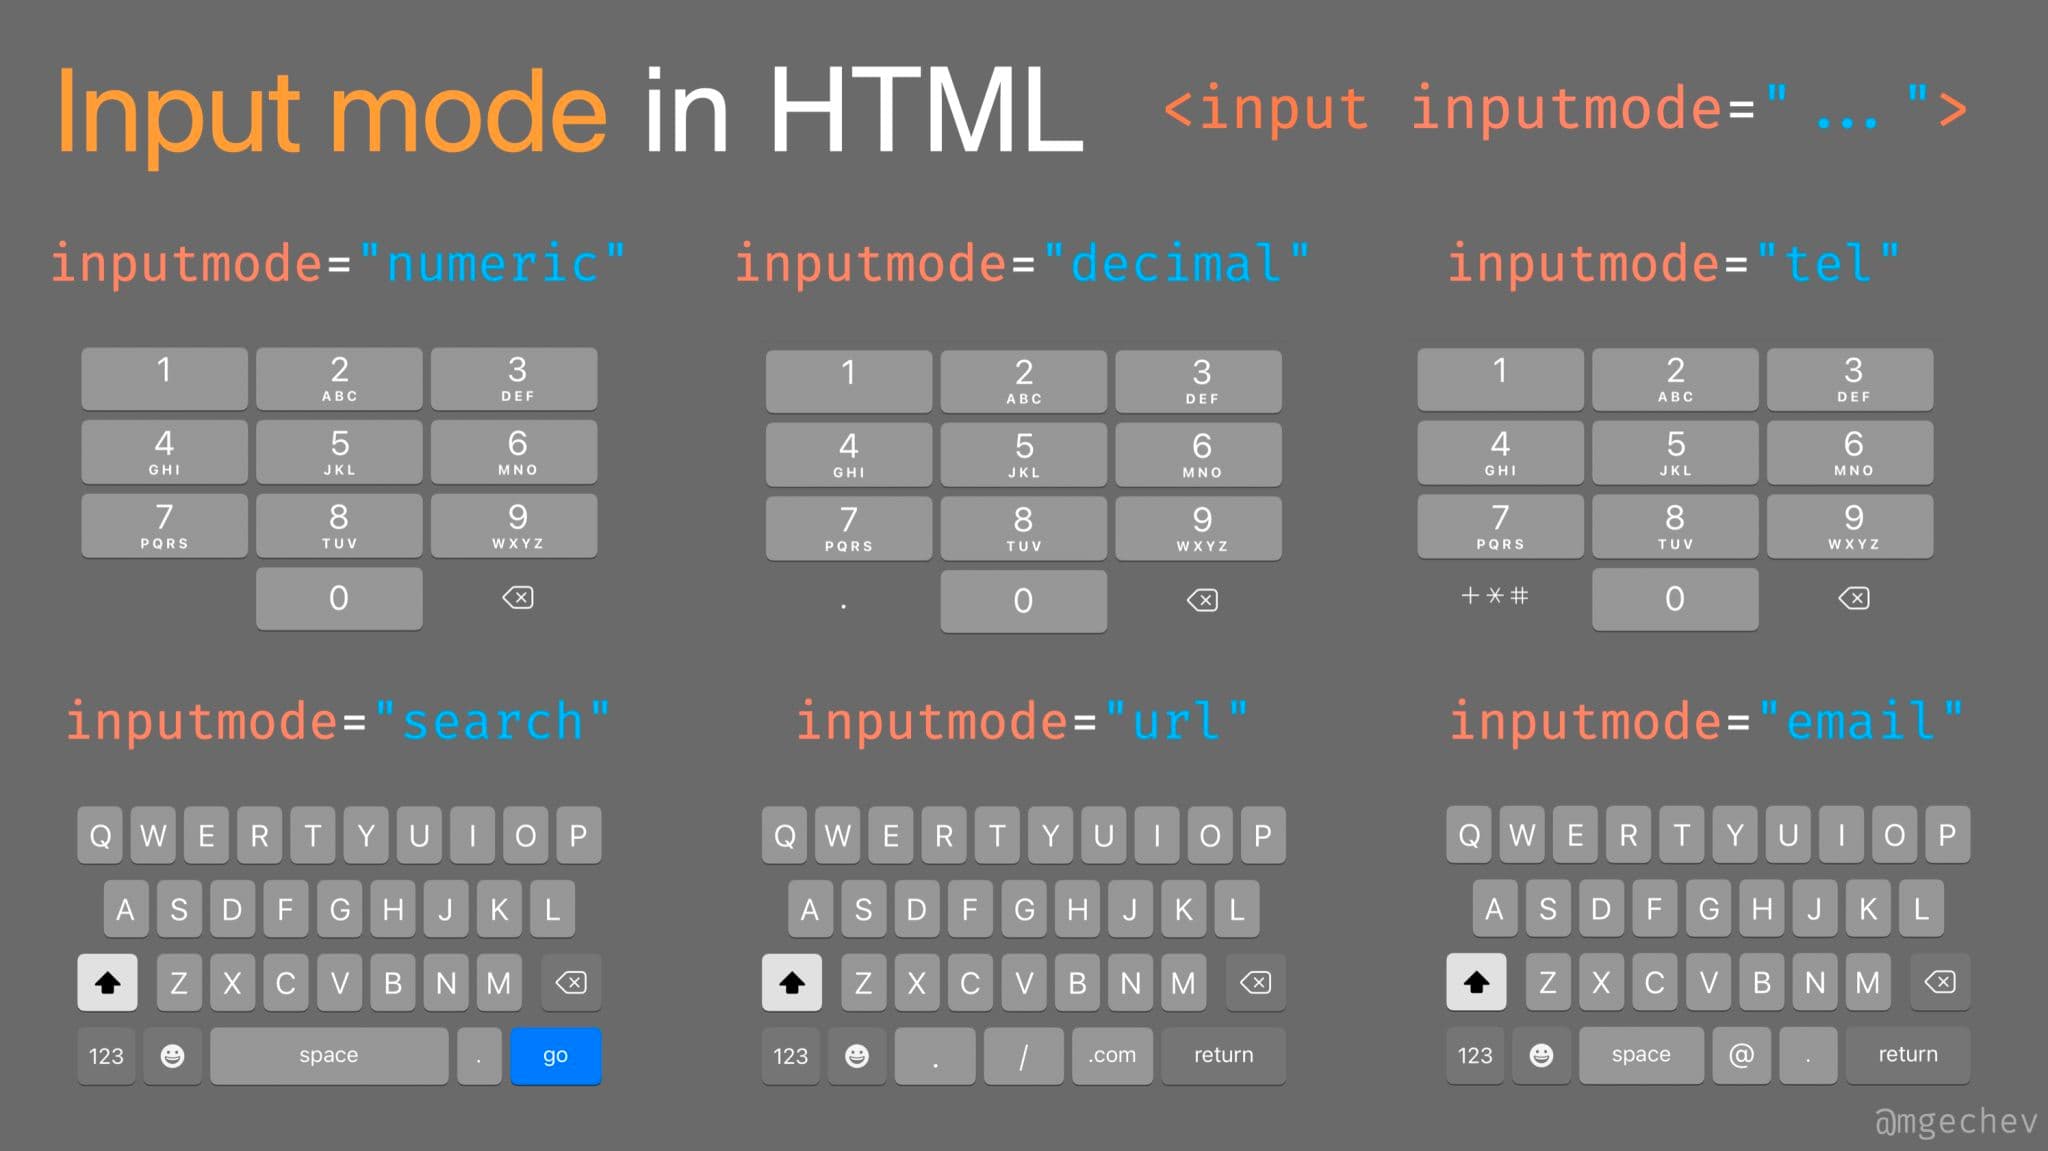 Input mode in HTML <input inputmode="...">
inputmode="numeric" inputmode="decimal" inputmode="tel"
1 2 3 1 2 3 1 2 3
ABC DEF ABC DEF ABC DEF
4 5 6 4 5 6 4 5 6
GHI JKL MNO GHI JKL MNO GHI JKL MNO
7 8 9 7 8 9 7 8 9
PQRS TUV WXYZ PQRS TUV WXYZ PQRS TUV WXYZ
0 . 0 +*# 0
inputmode="search" inputmode="url" inputmode="email"
Q W E R T Y U I O P Q W E R T Y U I O P Q W E R T Y U I O P
A S D F G H J K L A S D F G H J K L A S D F G H J K L
Z X C V B N M Z X C V B N M Z X C V B N M
123 space . go 123 . / .com return 123 space @ . return
@mgechev